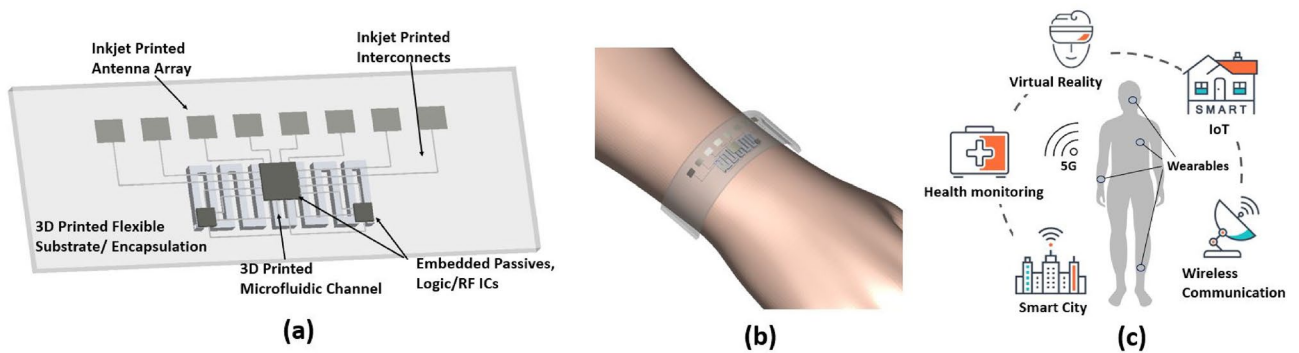 Inkjet Printed
Antenna Array
Inkjet Printed
Interconnects
3D Printed Flexible
Substrate/ Encapsulation
3D Printed
Microfluidic Channel
Embedded Passives,
Logic/RF ICs
(a)
(b)
Virtual Reality
SMART
IoT
5G
Health monitoring
Wearables
Wireless
Communication
Smart City
(c)